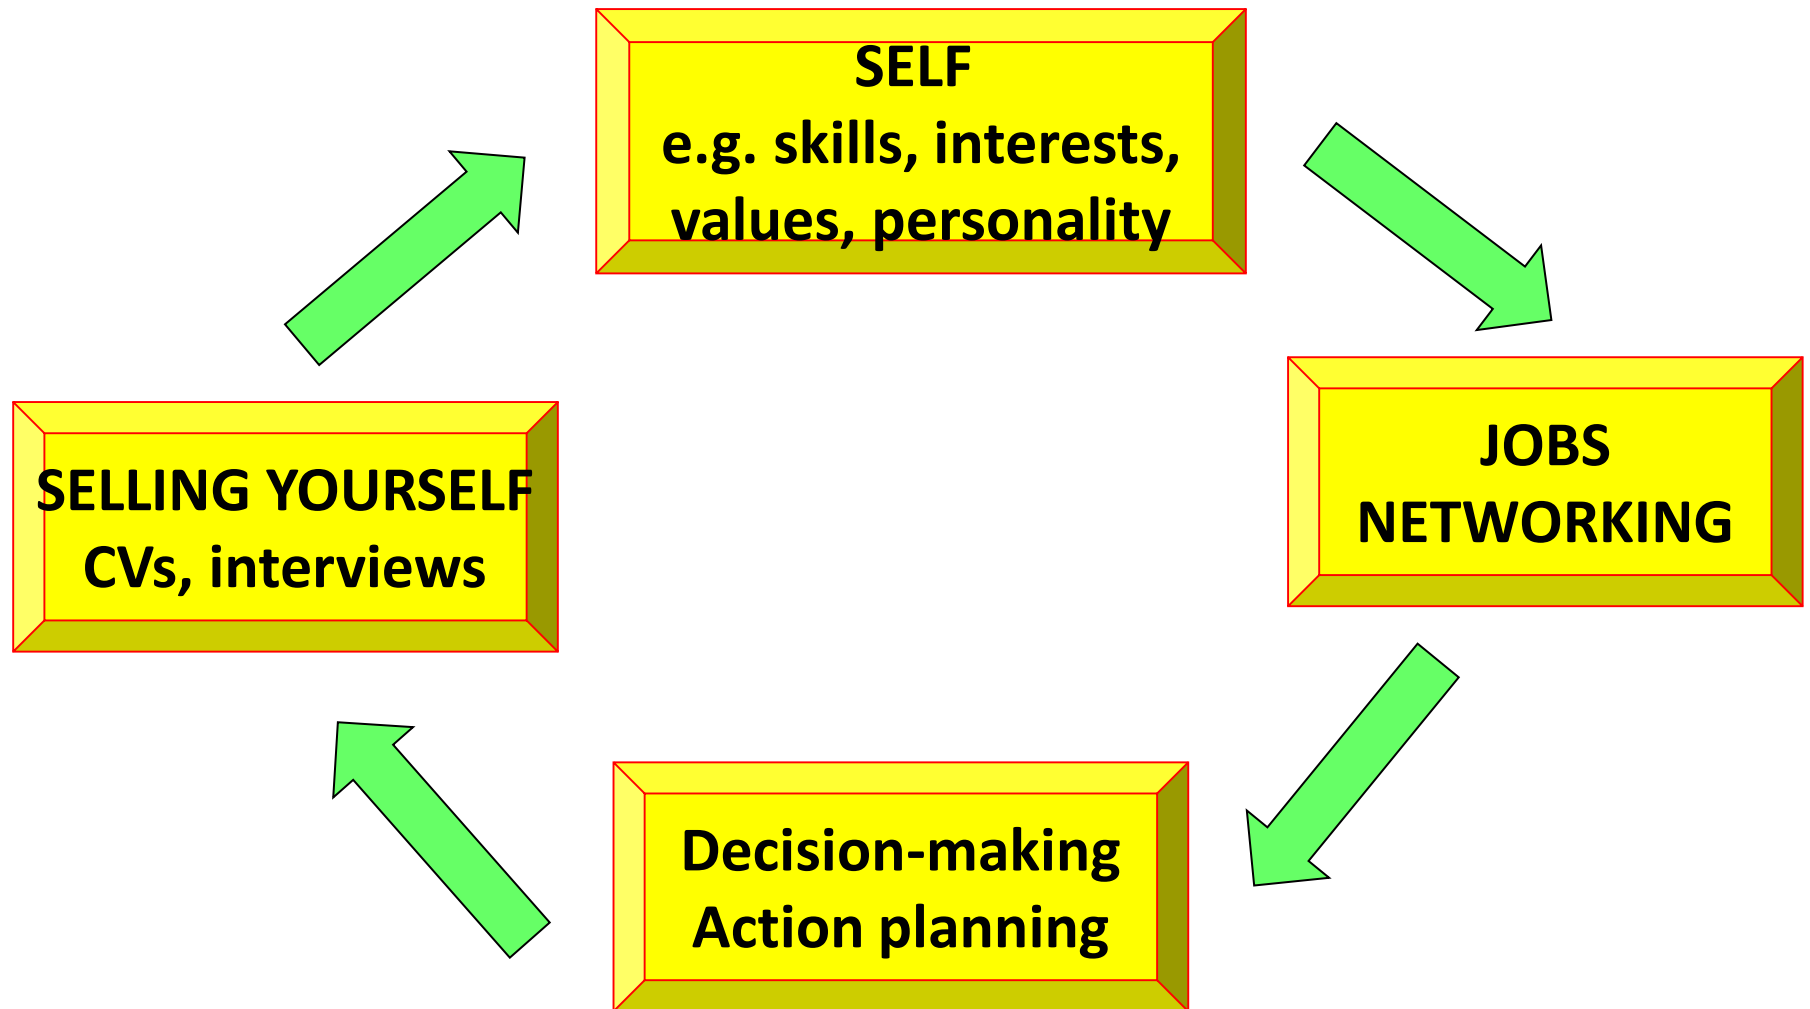 SELF
e.g. skills, interests,
values, personality
JOBS
NETWORKING
SELLING YOURSELF
CVs, interviews
Decision-making
Action planning